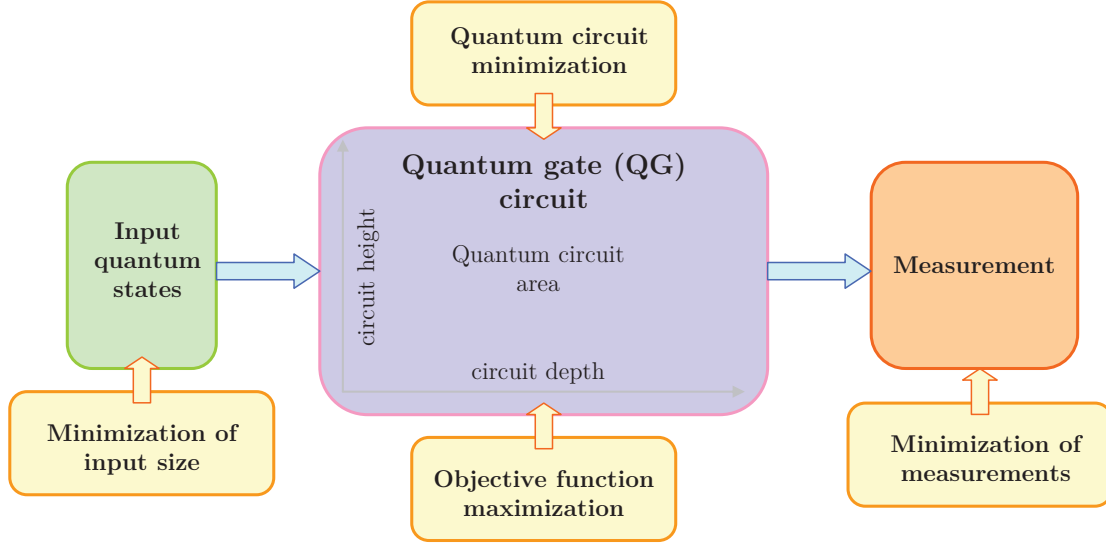 Quantum circuit
minimization
Quantum gate (QG)
circuit
Input
quantum
states
circuit height
Quantum circuit
area
Measurement
circuit depth
Minimization of
input size
Objective function
maximization
Minimization of
measurements